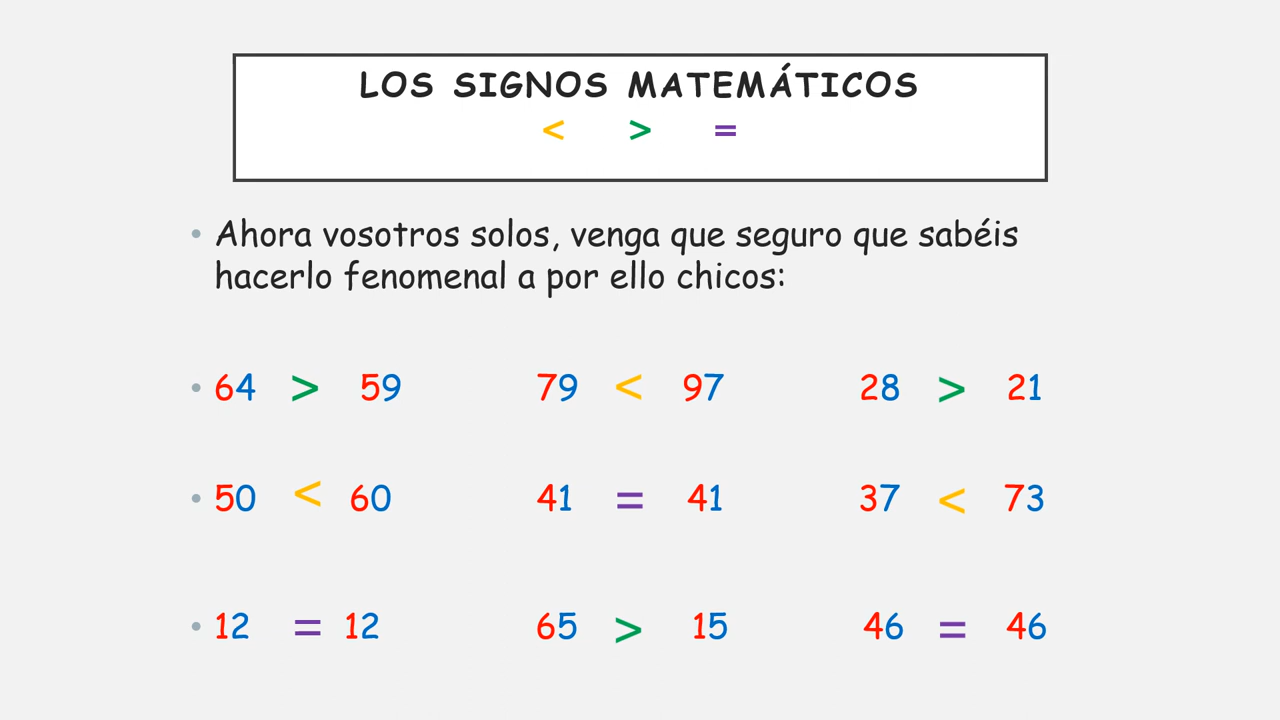 LOS SIGNOS MATEMÁTICOS
< > =
• Ahora vosotros solos, venga que seguro que sabéis
hacerlo fenomenal a por ello chicos:
• 64 > 59 79 < 97 28 > 21
• 50 < 60 41 = 41 37 < 73
• 12 = 12 65 > 15 46 = 46